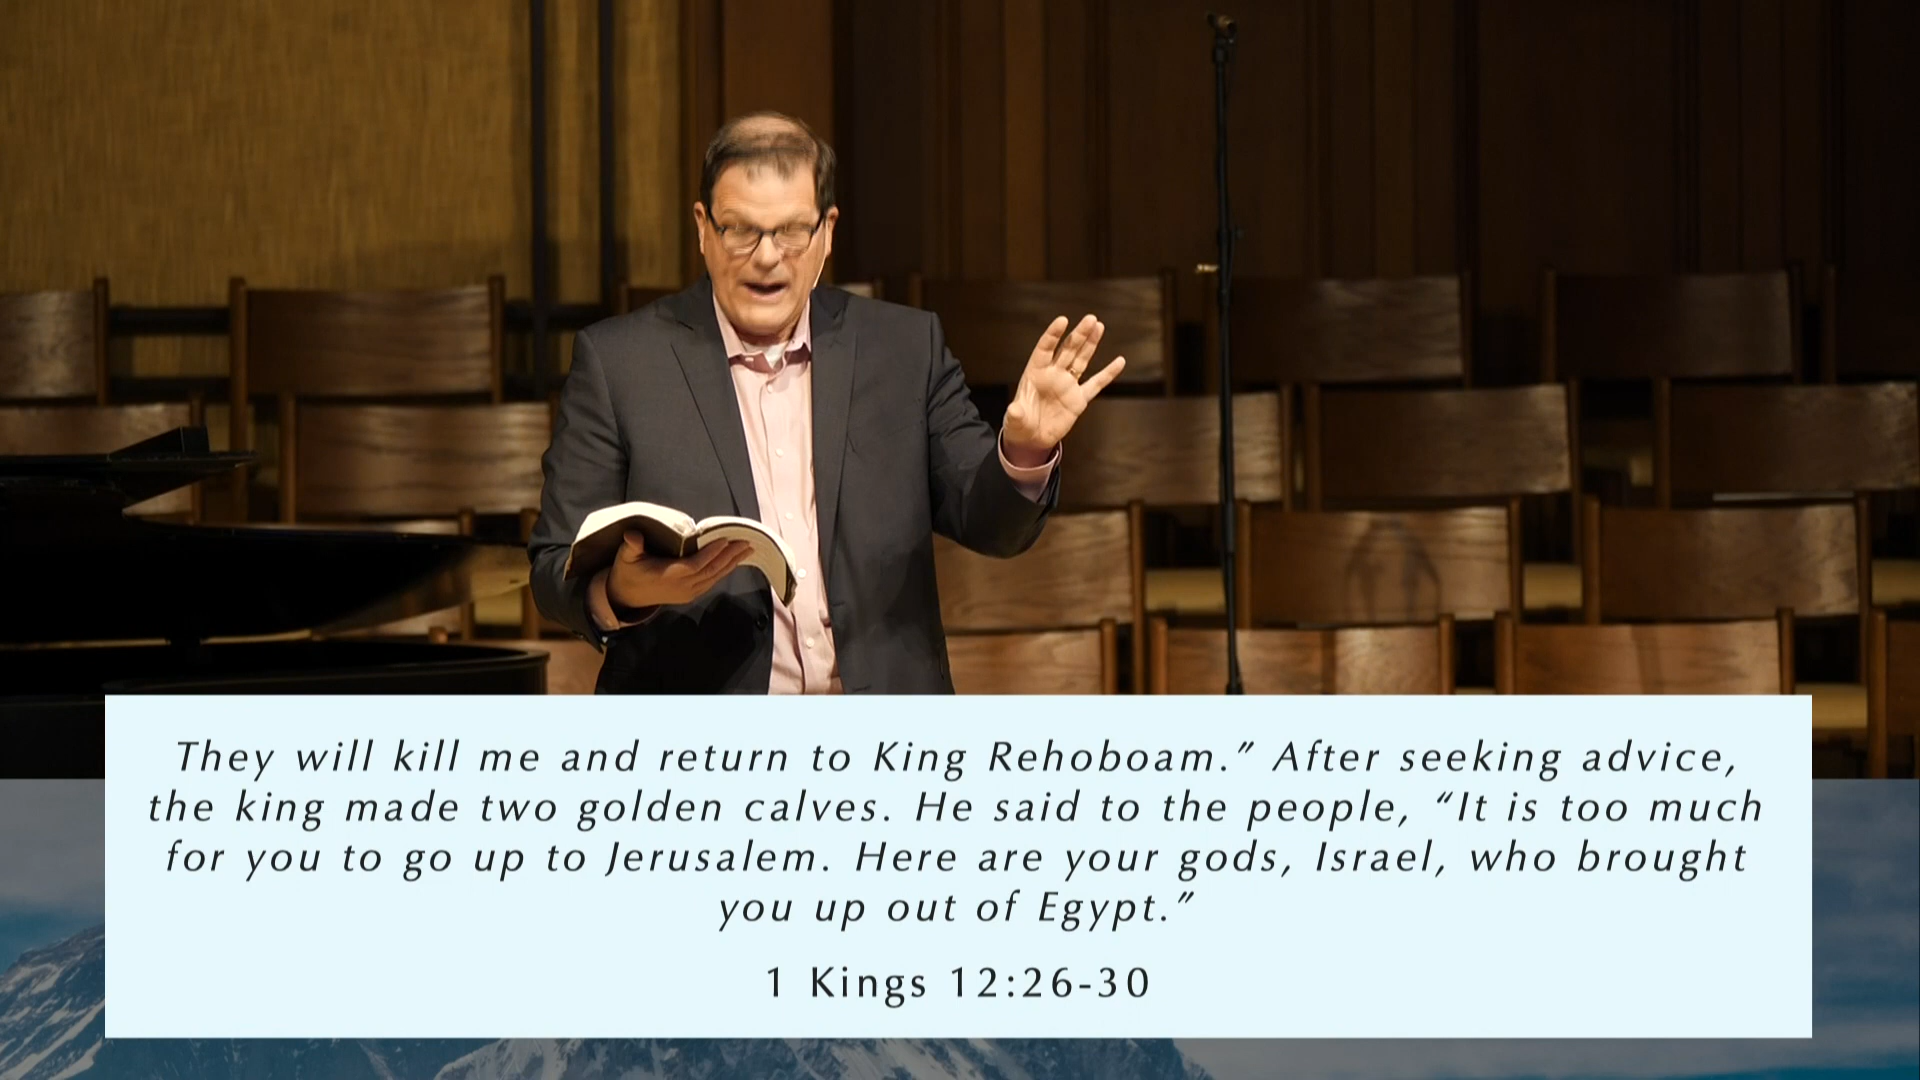 They will kill me and return to King Rehoboam.” After seeking advice,
the king made two golden calves. He said to the people, “It is too much
for you to go up to Jerusalem. Here are your gods, Israel, who brought
you up out of Egypt.”
1 Kings 12:26-30